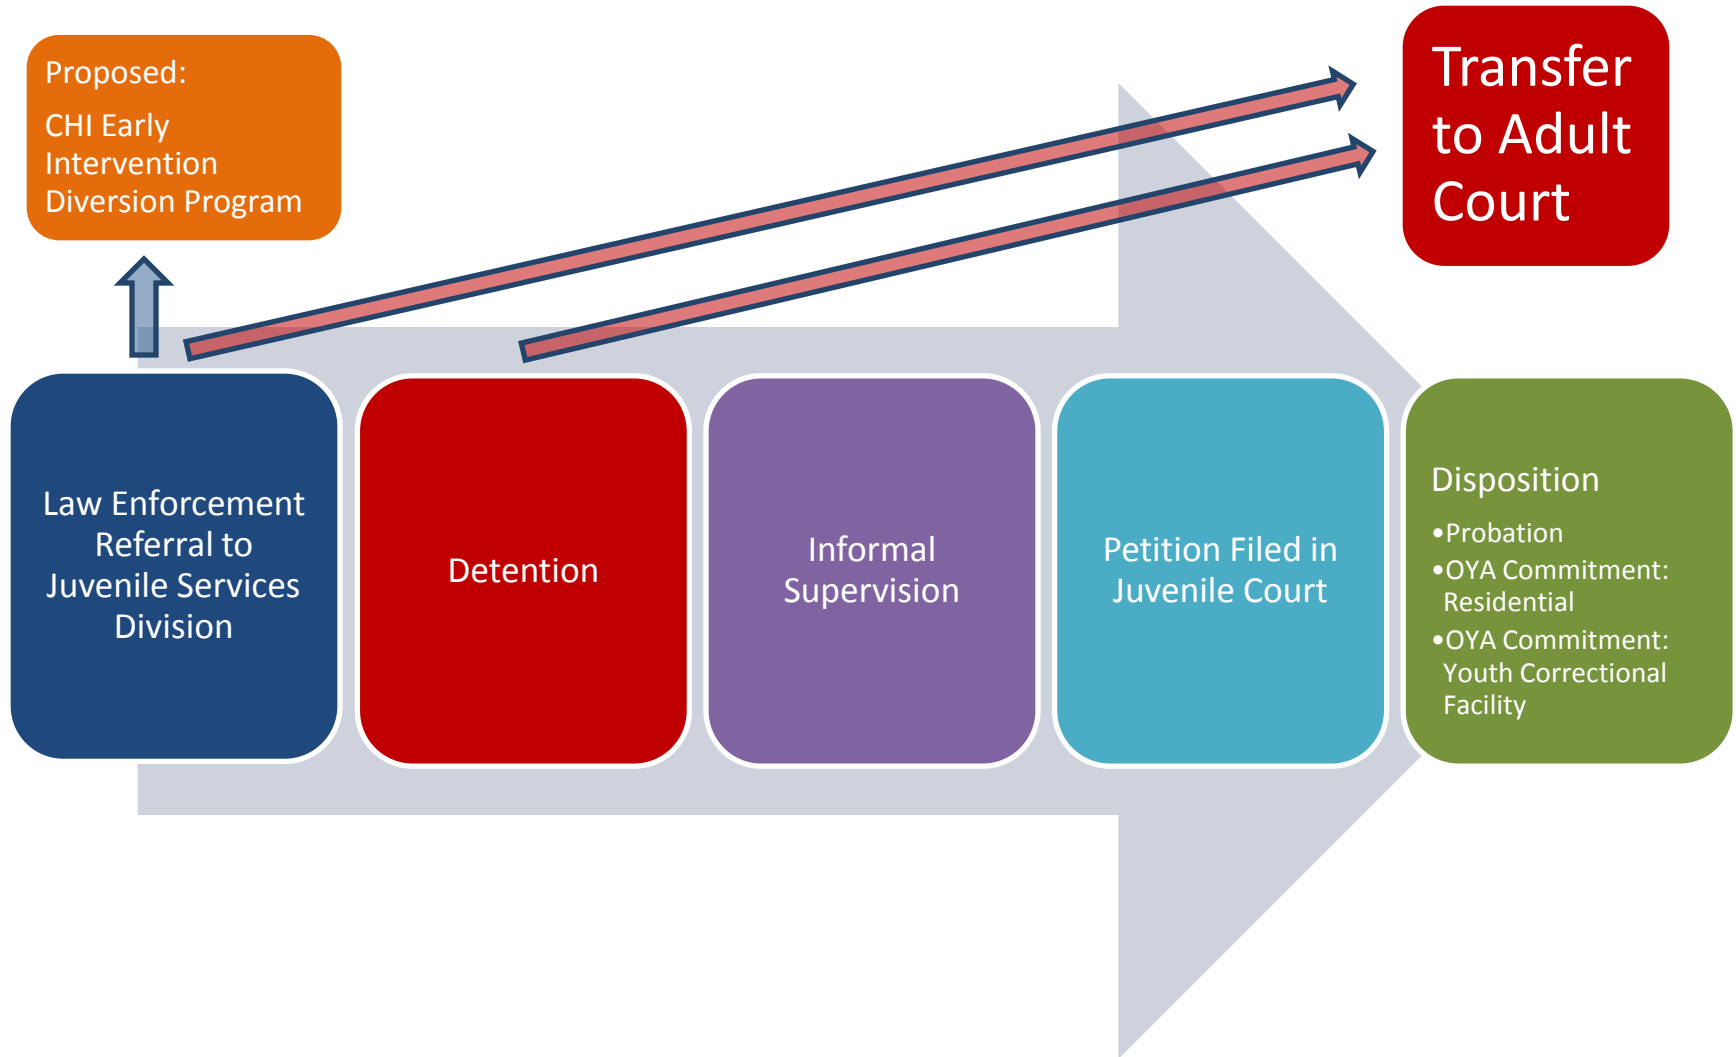 Proposed:
CHI Early
Intervention
Diversion Program
Transfer
to Adult
Court
Law Enforcement
Referral to
Juvenile Services
Division
Detention
Informal
Supervision
Petition Filed in
Juvenile Court
Disposition
•Probation
•OYA Commitment:
Residential
•OYA Commitment:
Youth Correctional
Facility